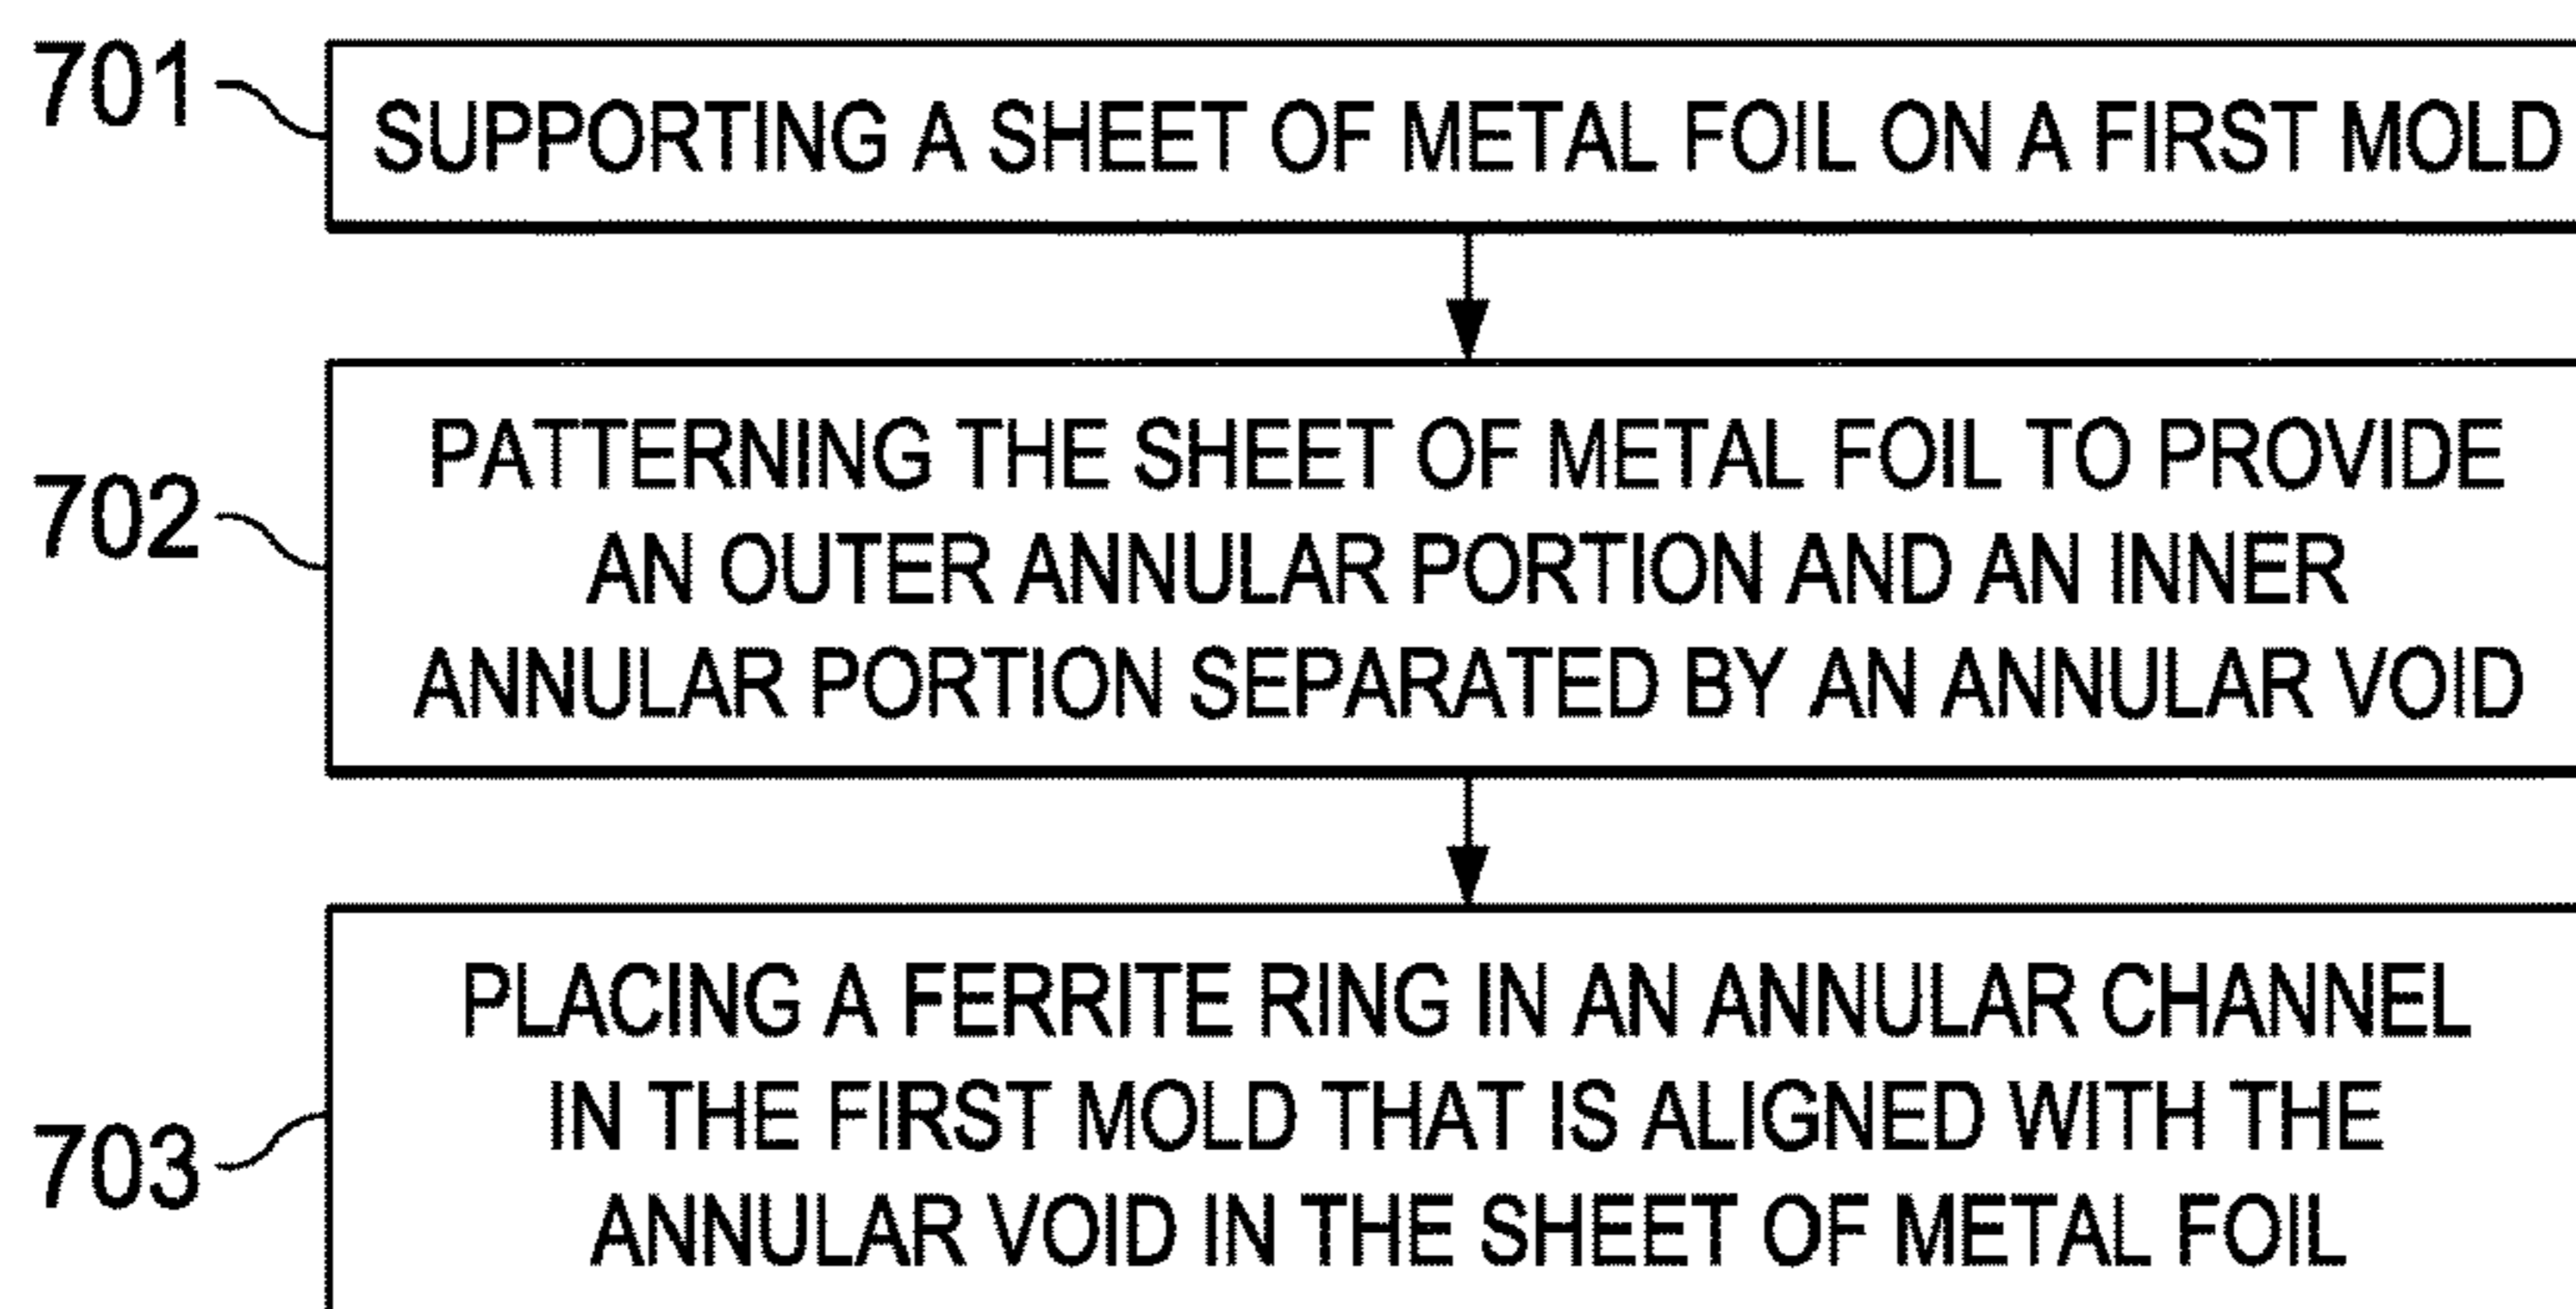 701
SUPPORTING A SHEET OF METAL FOIL ON A FIRST MOLD
702
PATTERNING THE SHEET OF METAL FOIL TO PROVIDE
AN OUTER ANNULAR PORTION AND AN INNER
ANNULAR PORTION SEPARATED BY AN ANNULAR VOID
703
PLACING A FERRITE RING IN AN ANNULAR CHANNEL
IN THE FIRST MOLD THAT IS ALIGNED WITH THE
ANNULAR VOID IN THE SHEET OF METAL FOIL